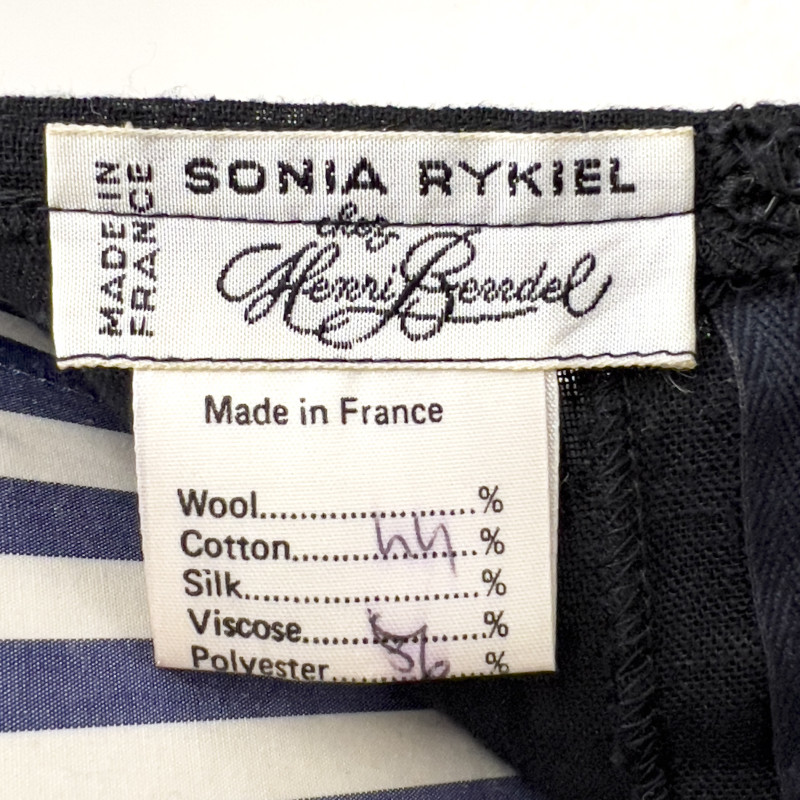 MADE IN
FRANCE
SONIA RYKIEL
chez
Henri Bendel
Made in France
Wool....................%
Cotton.......44.......%
Silk......................%
Viscose.......56.......%
Polyester................%